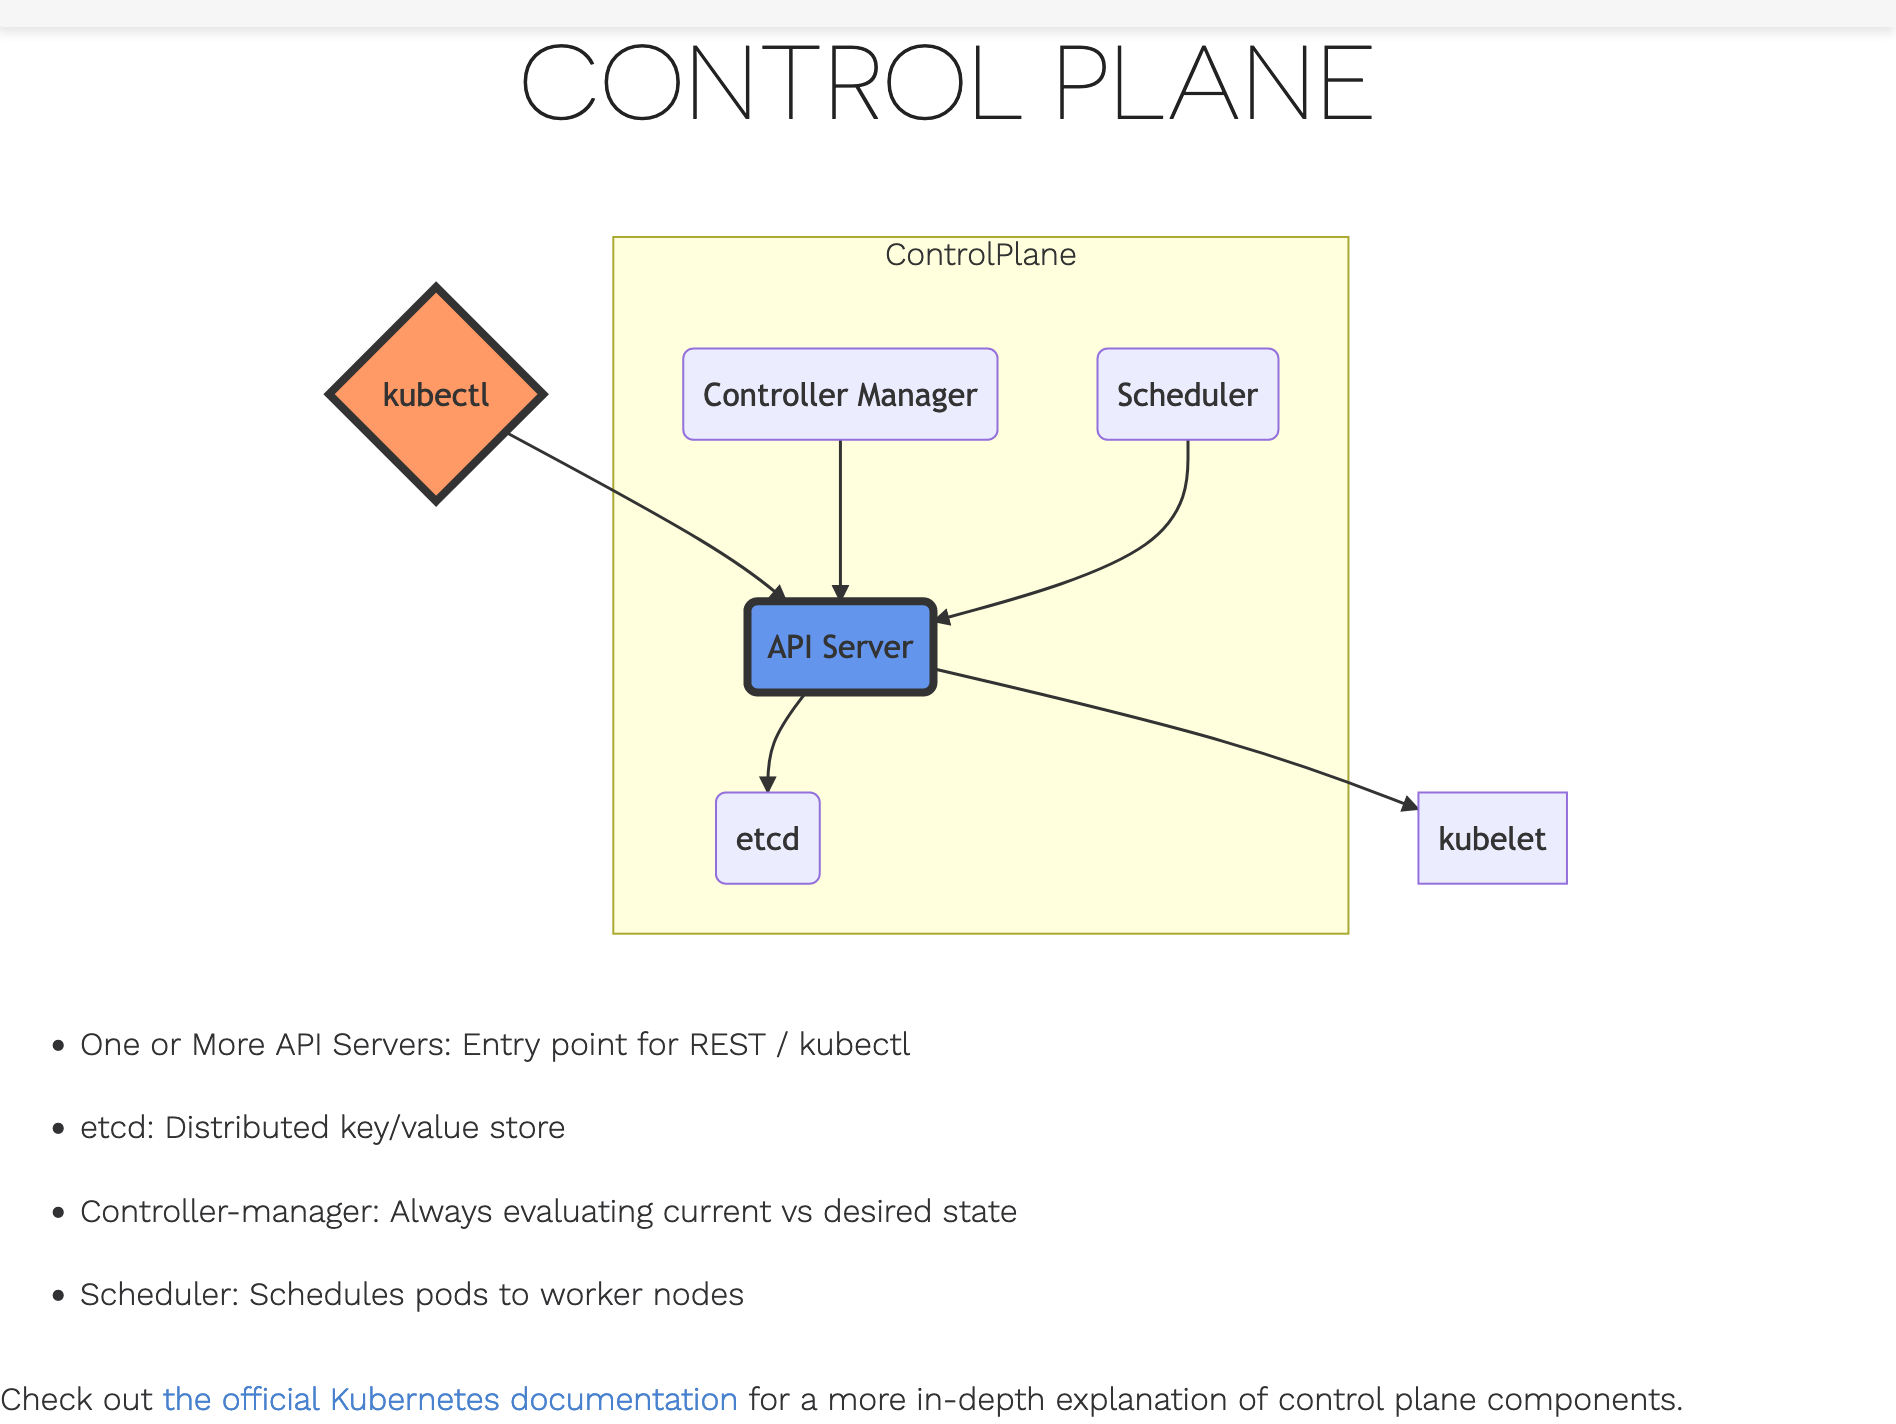 CONTROL PLANE
ControlPlane
kubectl
Controller Manager
Scheduler
API Server
etcd
kubelet
One or More API Servers: Entry point for REST / kubectl
etcd: Distributed key/value store
Controller-manager: Always evaluating current vs desired state
Scheduler: Schedules pods to worker nodes
Check out the official Kubernetes documentation for a more in-depth explanation of control plane components.